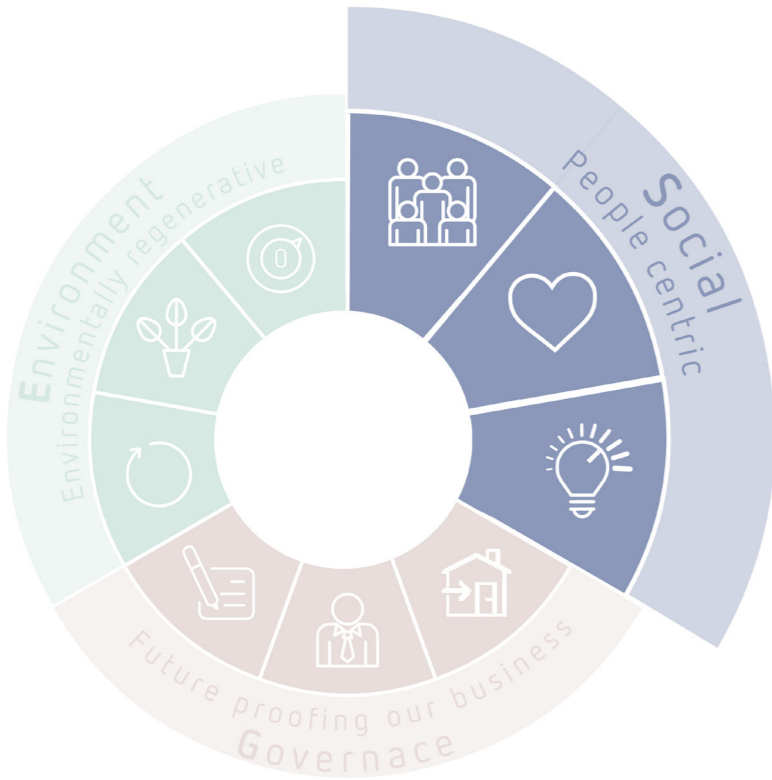 Environment
Environmentally regenerative
Social
People centric
Future proofing our business
Governace